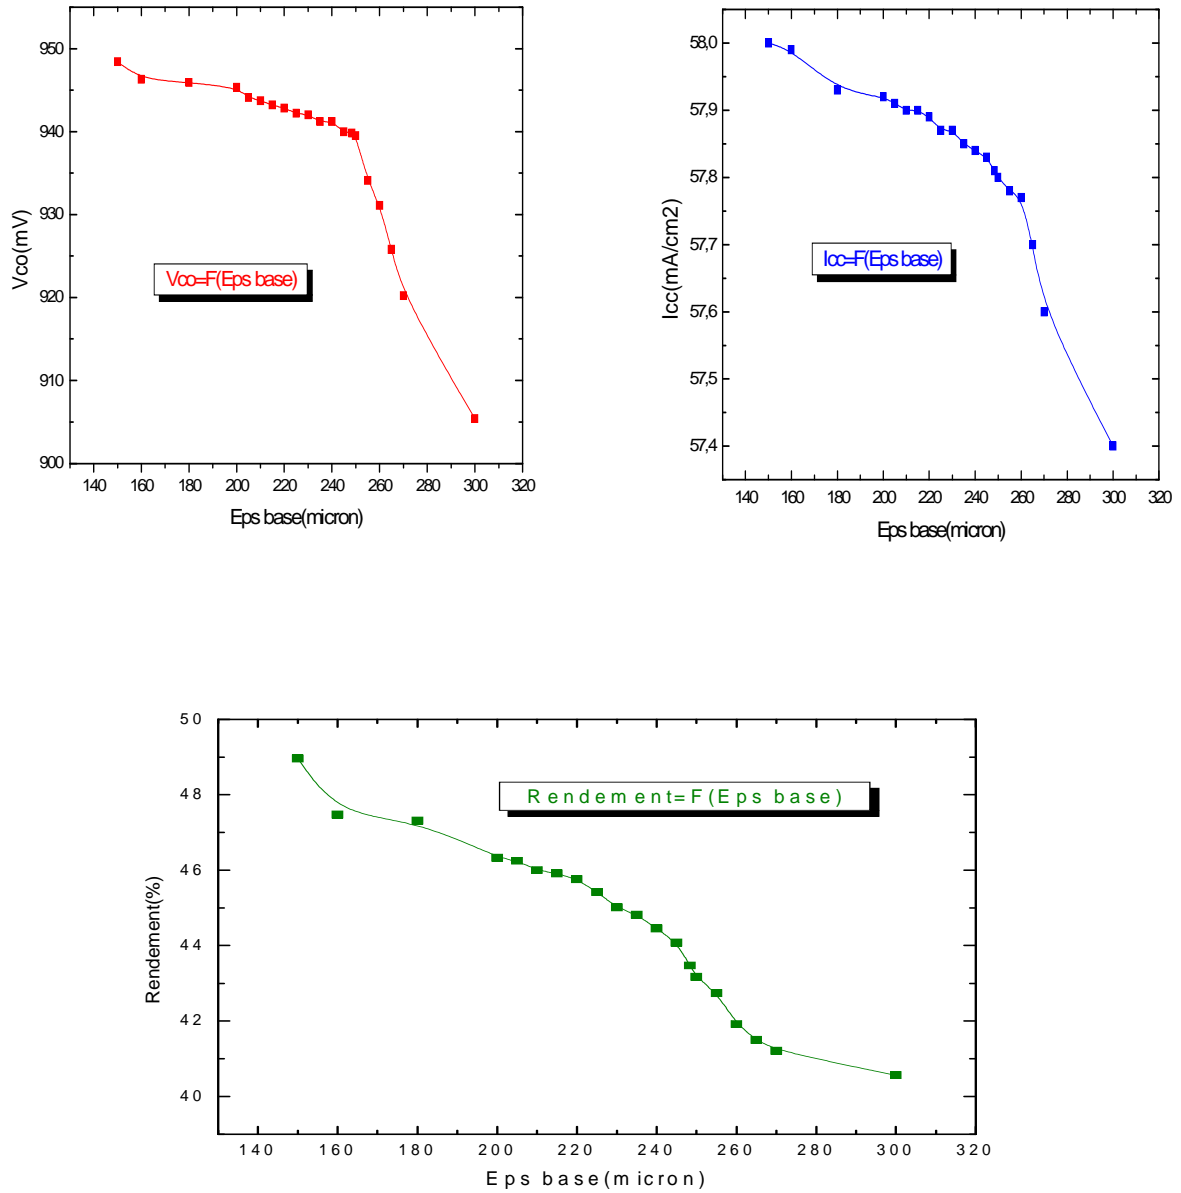 950
940
930
920
910
900
Vco(mV)
Vco=F(Eps base)
140 160 180 200 220 240 260 280 300 320
Eps base(micron)
58,0
57,9
57,8
57,7
57,6
57,5
57,4
Icc(mA/cm2)
Icc=F(Eps base)
140 160 180 200 220 240 260 280 300 320
Eps base(micron)
50
48
46
44
42
40
Rendement(%)
Rendement=F(Eps base)
140 160 180 200 220 240 260 280 300 320
Eps base(micron)